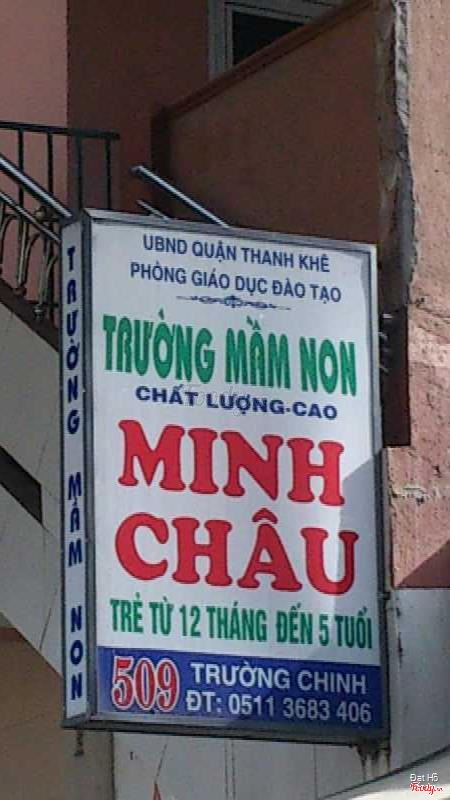 UBND QUẬN THANH KHÊ
PHÒNG GIÁO DỤC ĐÀO TẠO
TRƯỜNG MẦM NON
CHẤT LƯỢNG-CAO
MINH
CHÂU
TRẺ TỪ 12 THÁNG ĐẾN 5 TUỔI
509 TRƯỜNG CHINH
ĐT: 0511 3683 406
TRƯỜNG MẦM NON
Đạt Hồ
Foody.vn